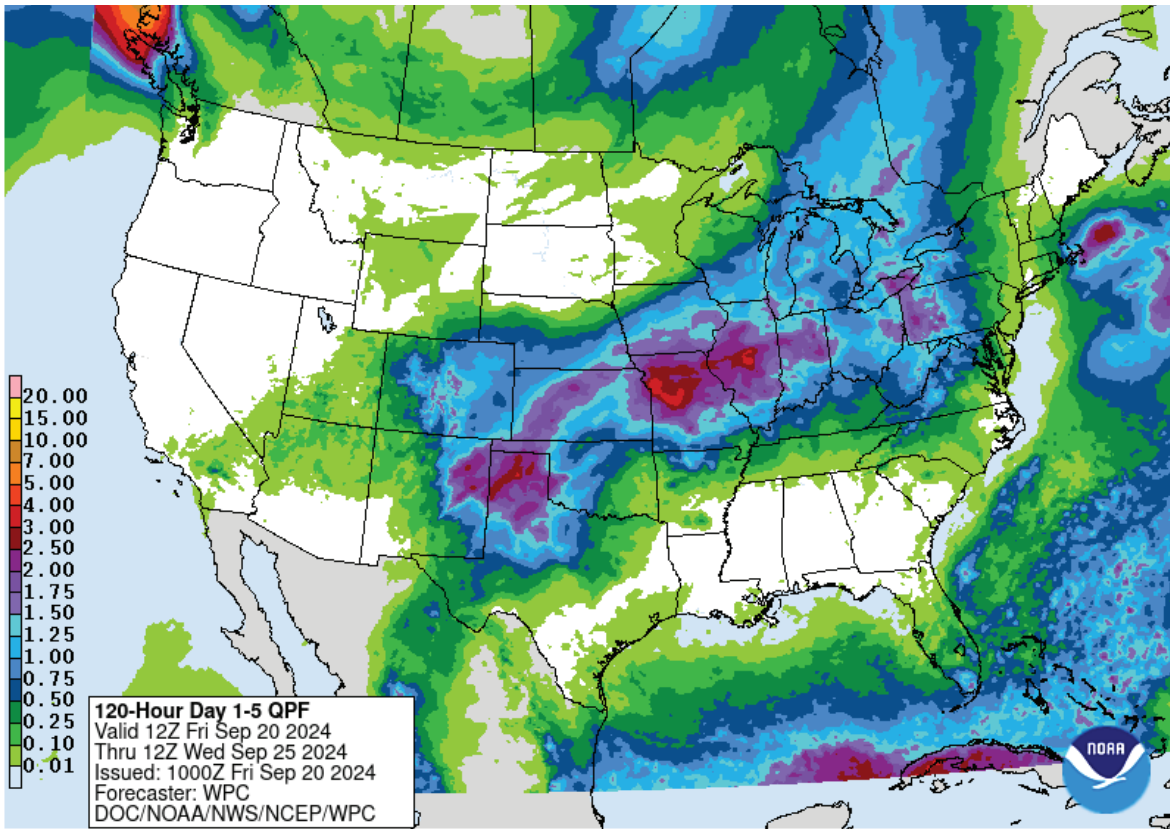 20.00
15.00
10.00
7.00
5.00
4.00
3.00
2.50
2.00
1.75
1.50
1.25
1.00
0.75
0.50
0.25
0.10
0.01
120-Hour Day 1-5 QPF
Valid 12Z Fri Sep 20 2024
Thru 12Z Wed Sep 25 2024
Issued: 1000Z Fri Sep 20 2024
Forecaster: WPC
DOC/NOAA/NWS/NCEP/WPC
NOAA